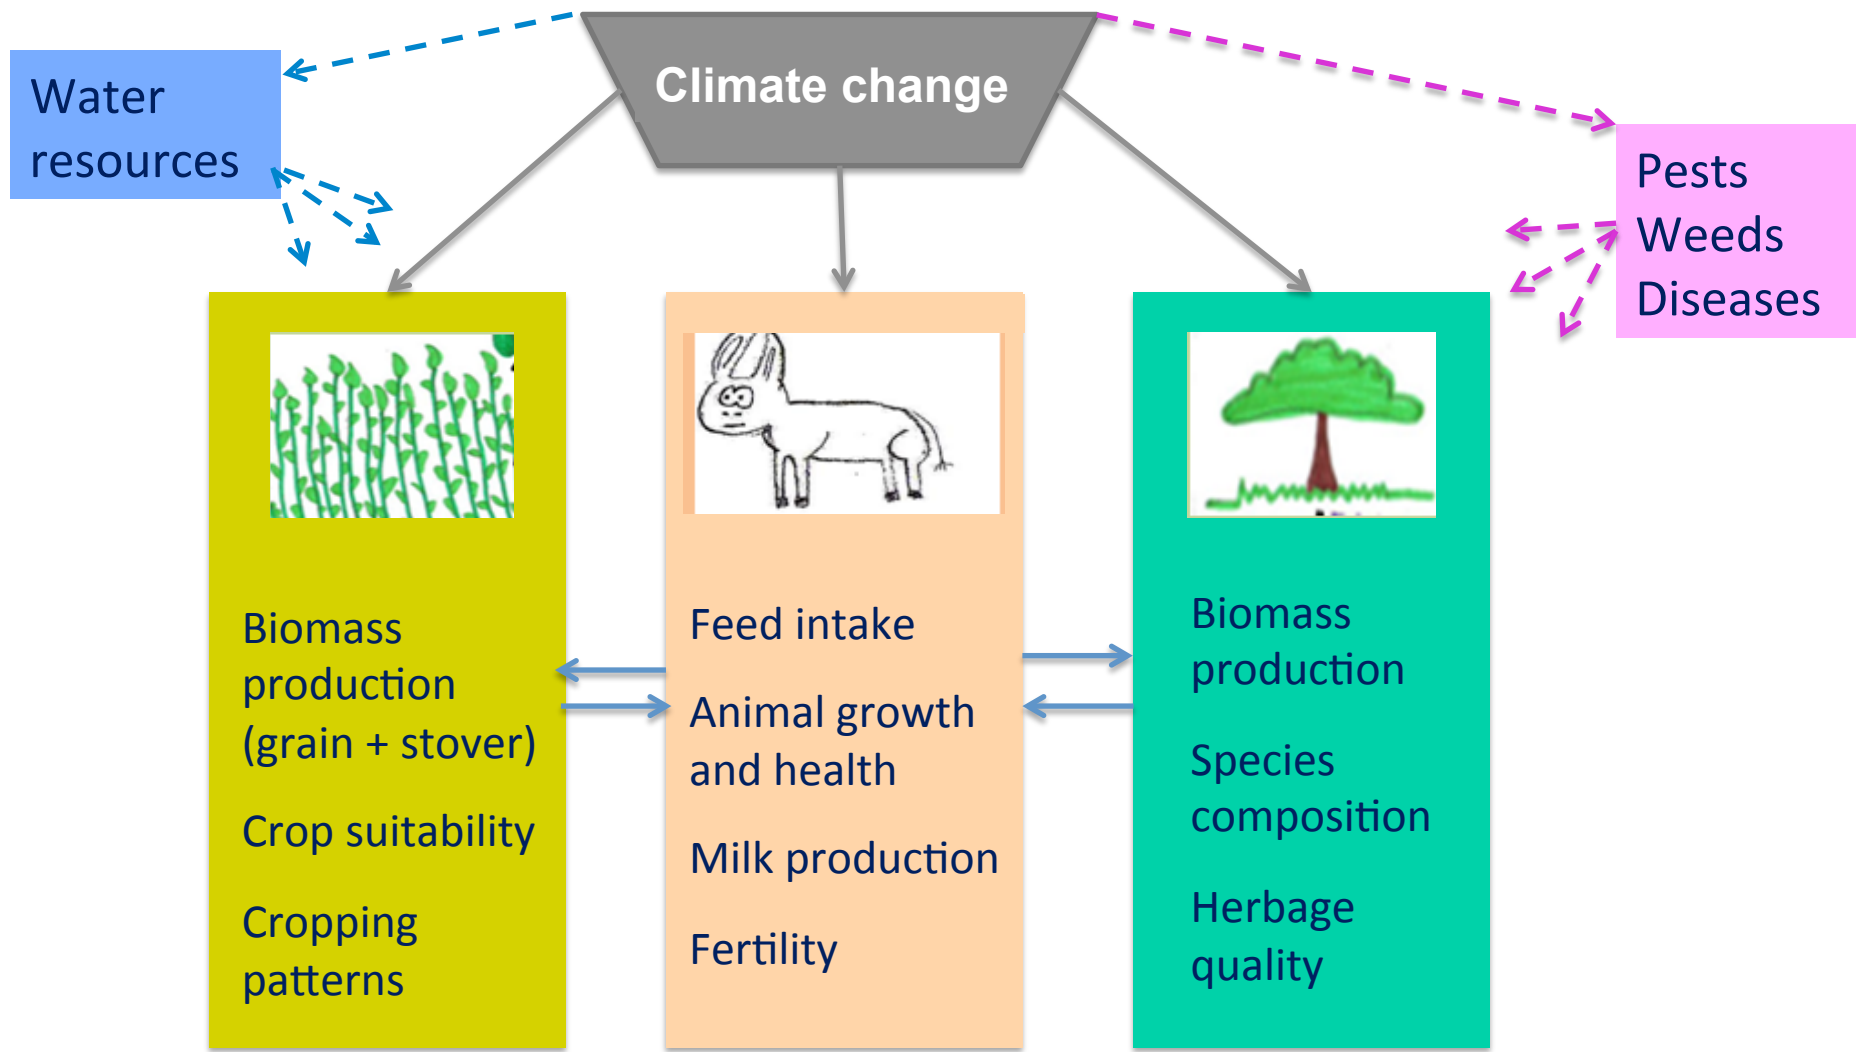 Climate change
Water
resources
Pests
Weeds
Diseases
Biomass
production
(grain + stover)
Crop suitability
Cropping
patterns
Feed intake
Animal growth
and health
Milk production
Fertility
Biomass
production
Species
composition
Herbage
quality